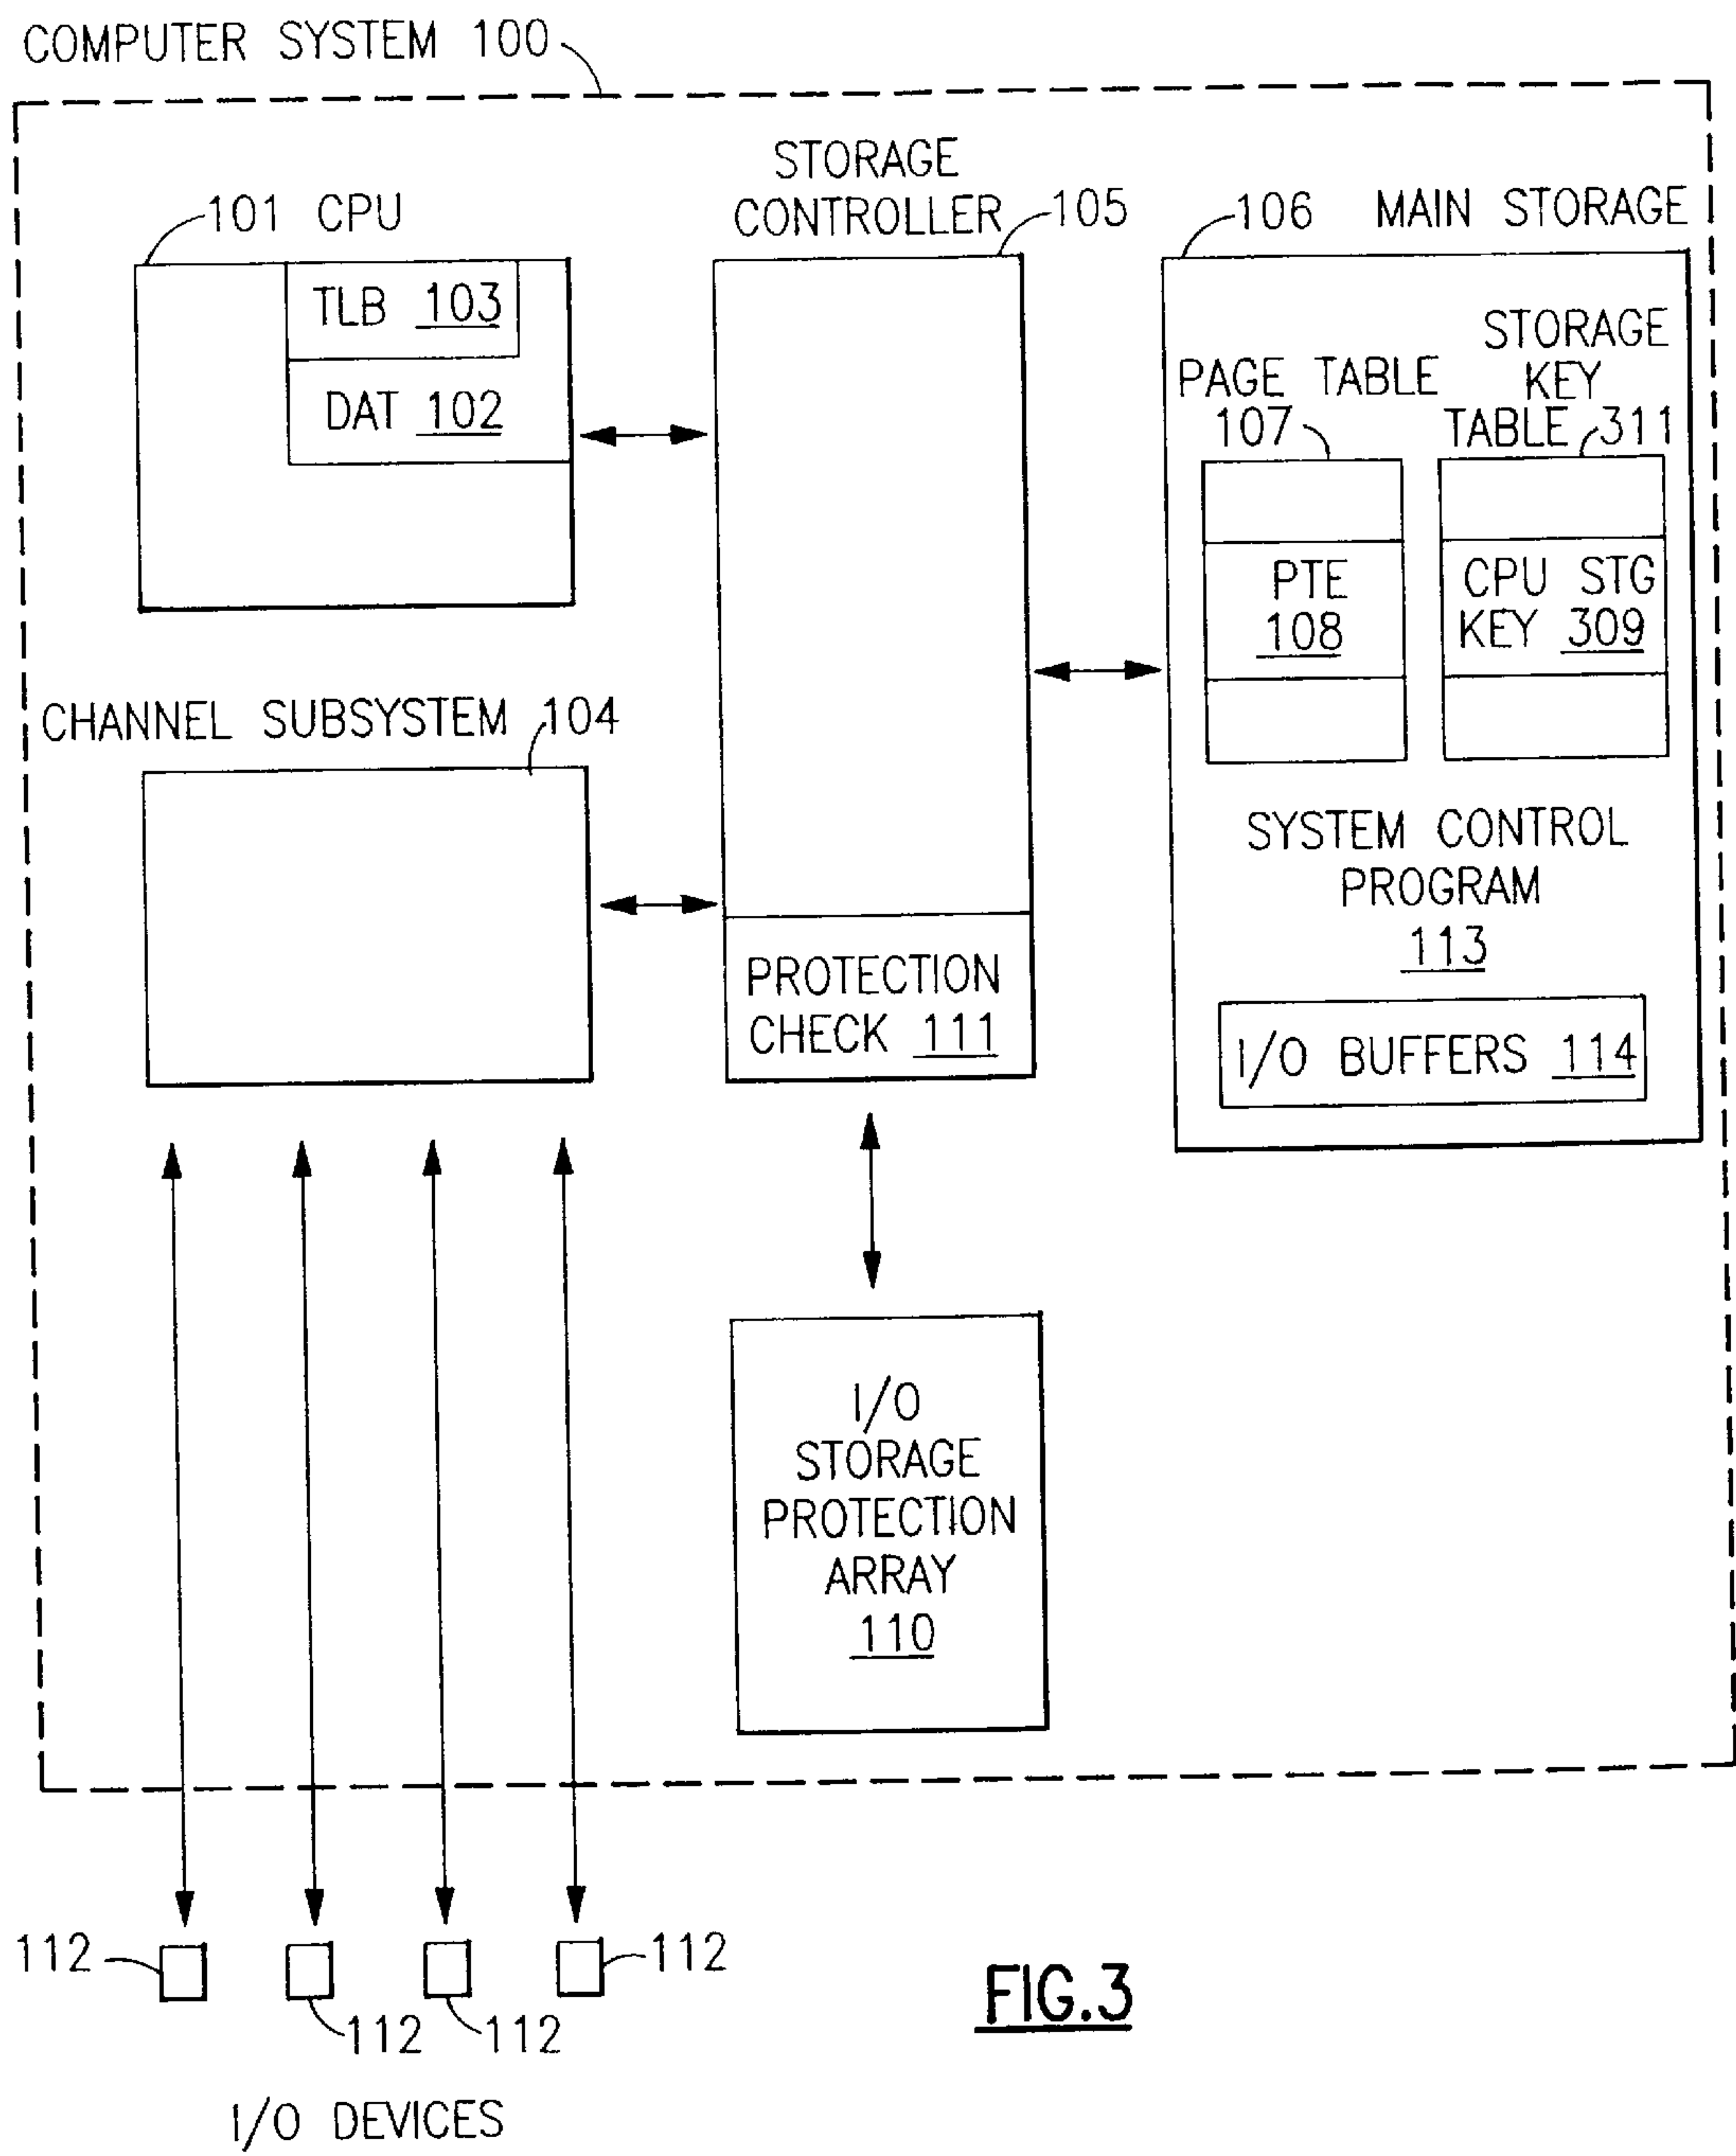 COMPUTER SYSTEM 100
101 CPU
TLB 103
DAT 102
STORAGE
CONTROLLER 105
106 MAIN STORAGE
PAGE TABLE
107
STORAGE
KEY
TABLE 311
PTE
108
CPU STG
KEY 309
CHANNEL SUBSYSTEM 104
SYSTEM CONTROL
PROGRAM
113
PROTECTION
CHECK 111
I/O BUFFERS 114
I/O
STORAGE
PROTECTION
ARRAY
110
112
112
112
112
I/O DEVICES
FIG.3